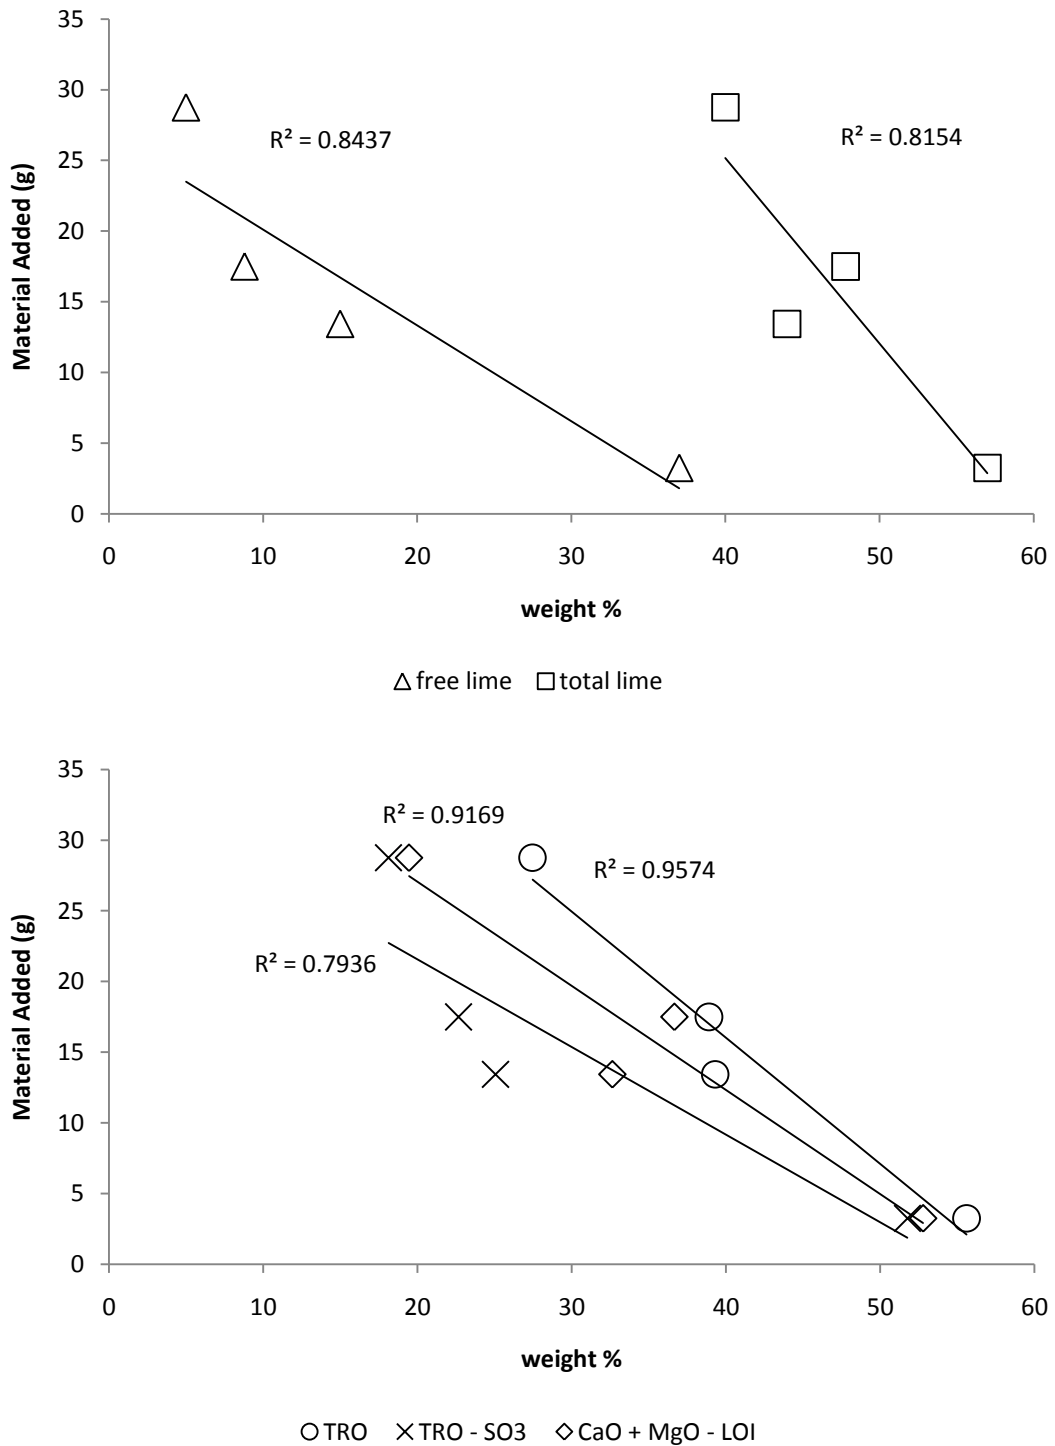 35
30
25
20
15
10
5
0
Material Added (g)
R² = 0.8437
R² = 0.8154
0 10 20 30 40 50 60
weight %
free lime total lime
35
30
25
20
15
10
5
0
Material Added (g)
R² = 0.9169
R² = 0.9574
R² = 0.7936
0 10 20 30 40 50 60
weight %
TRO TRO - SO3 CaO + MgO - LOI